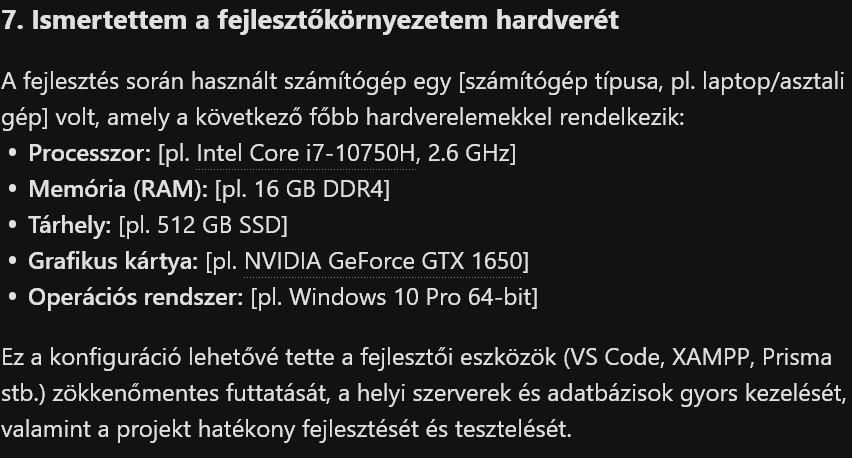 7. Ismertettem a fejlesztőkörnyezetem hardverét
A fejlesztés során használt számítógép egy [számítógép típusa, pl. laptop/asztali
gép] volt, amely a következő főbb hardverelemekkel rendelkezik:
• Processzor: [pl. Intel Core i7-10750H, 2.6 GHz]
• Memória (RAM): [pl. 16 GB DDR4]
• Tárhely: [pl. 512 GB SSD]
• Grafikus kártya: [pl. NVIDIA GeForce GTX 1650]
• Operációs rendszer: [pl. Windows 10 Pro 64-bit]
Ez a konfiguráció lehetővé tette a fejlesztői eszközök (VS Code, XAMPP, Prisma
stb.) zökkenőmentes futtatását, a helyi szerverek és adatbázisok gyors kezelését,
valamint a projekt hatékony fejlesztését és tesztelését.